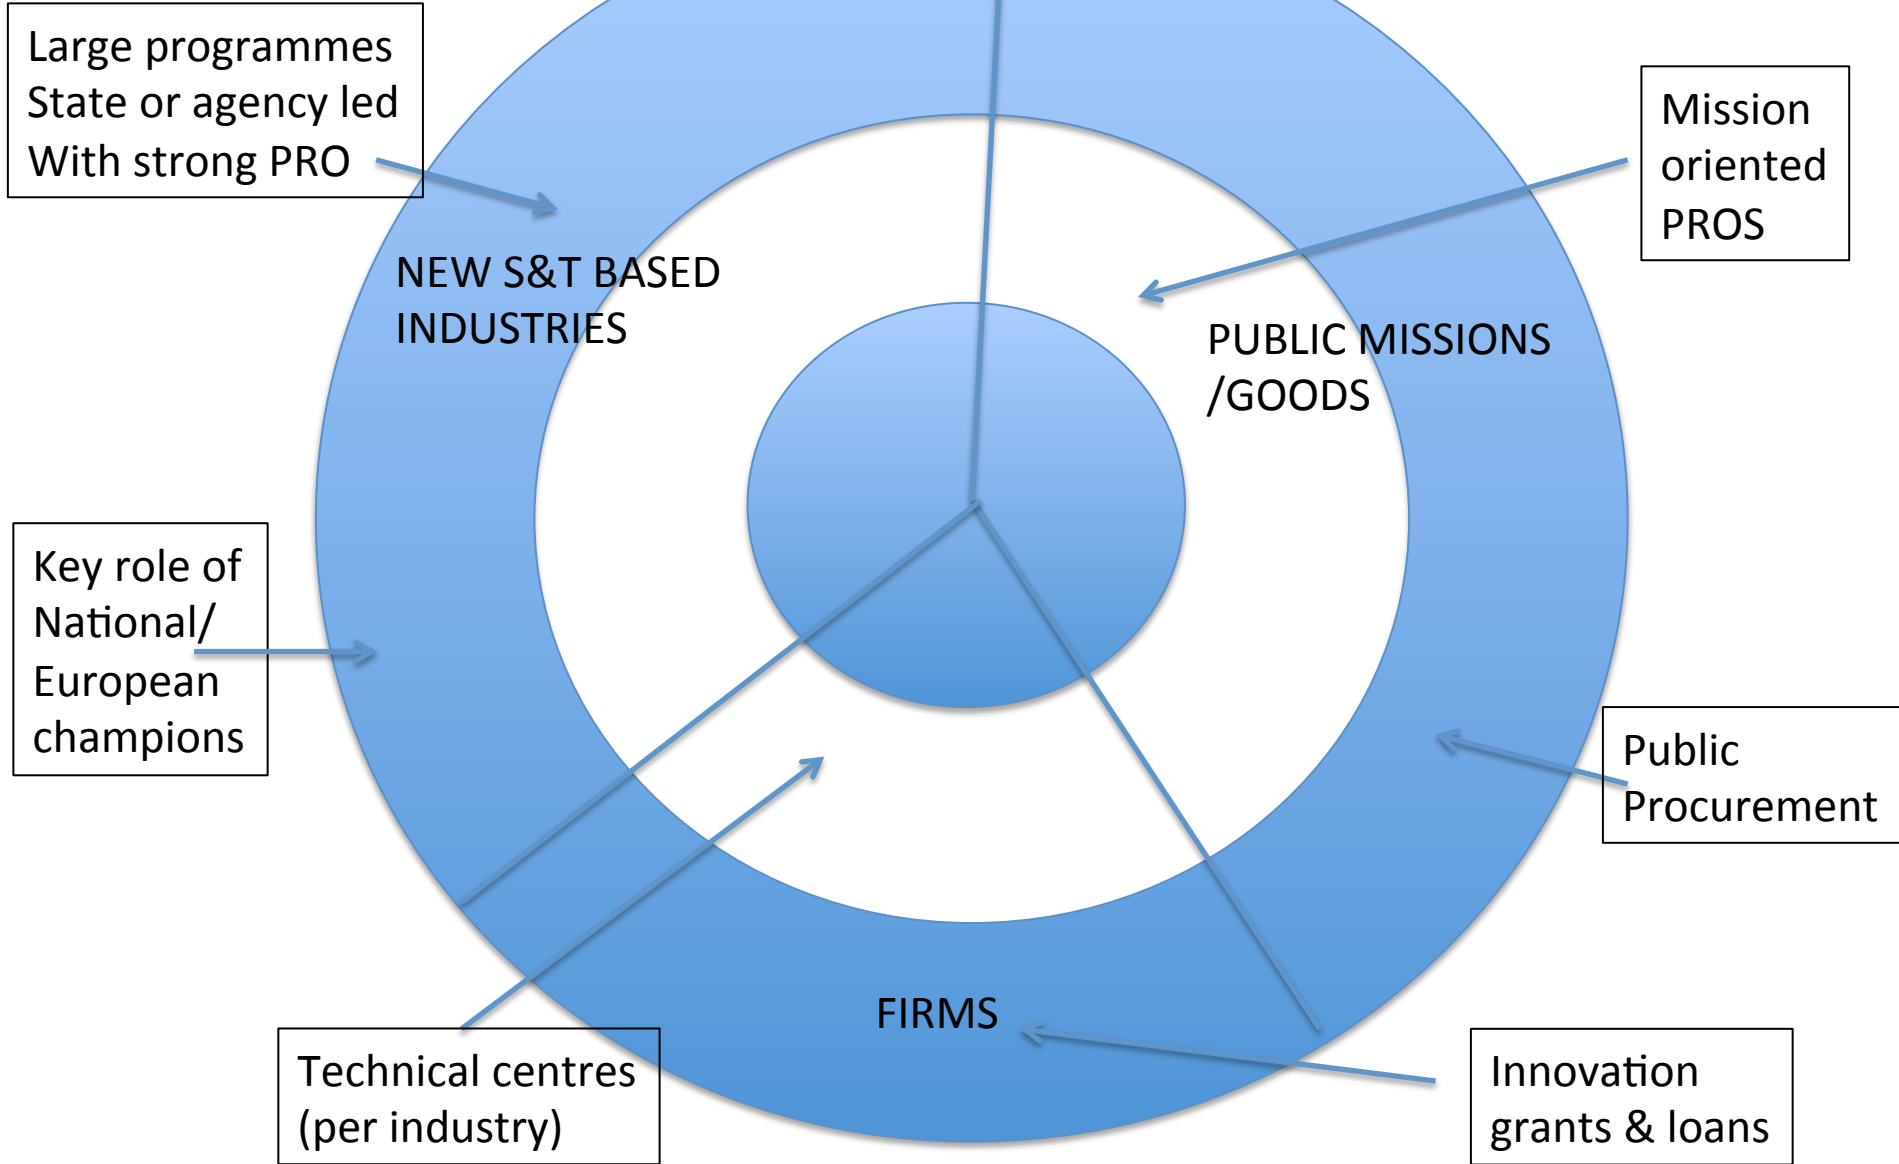 Large programmes
State or agency led
With strong PRO
Mission
oriented
PROS
NEW S&T BASED
INDUSTRIES
PUBLIC MISSIONS
/GOODS
Key role of
National/
European
champions
Public
Procurement
FIRMS
Technical centres
(per industry)
Innovation
grants & loans